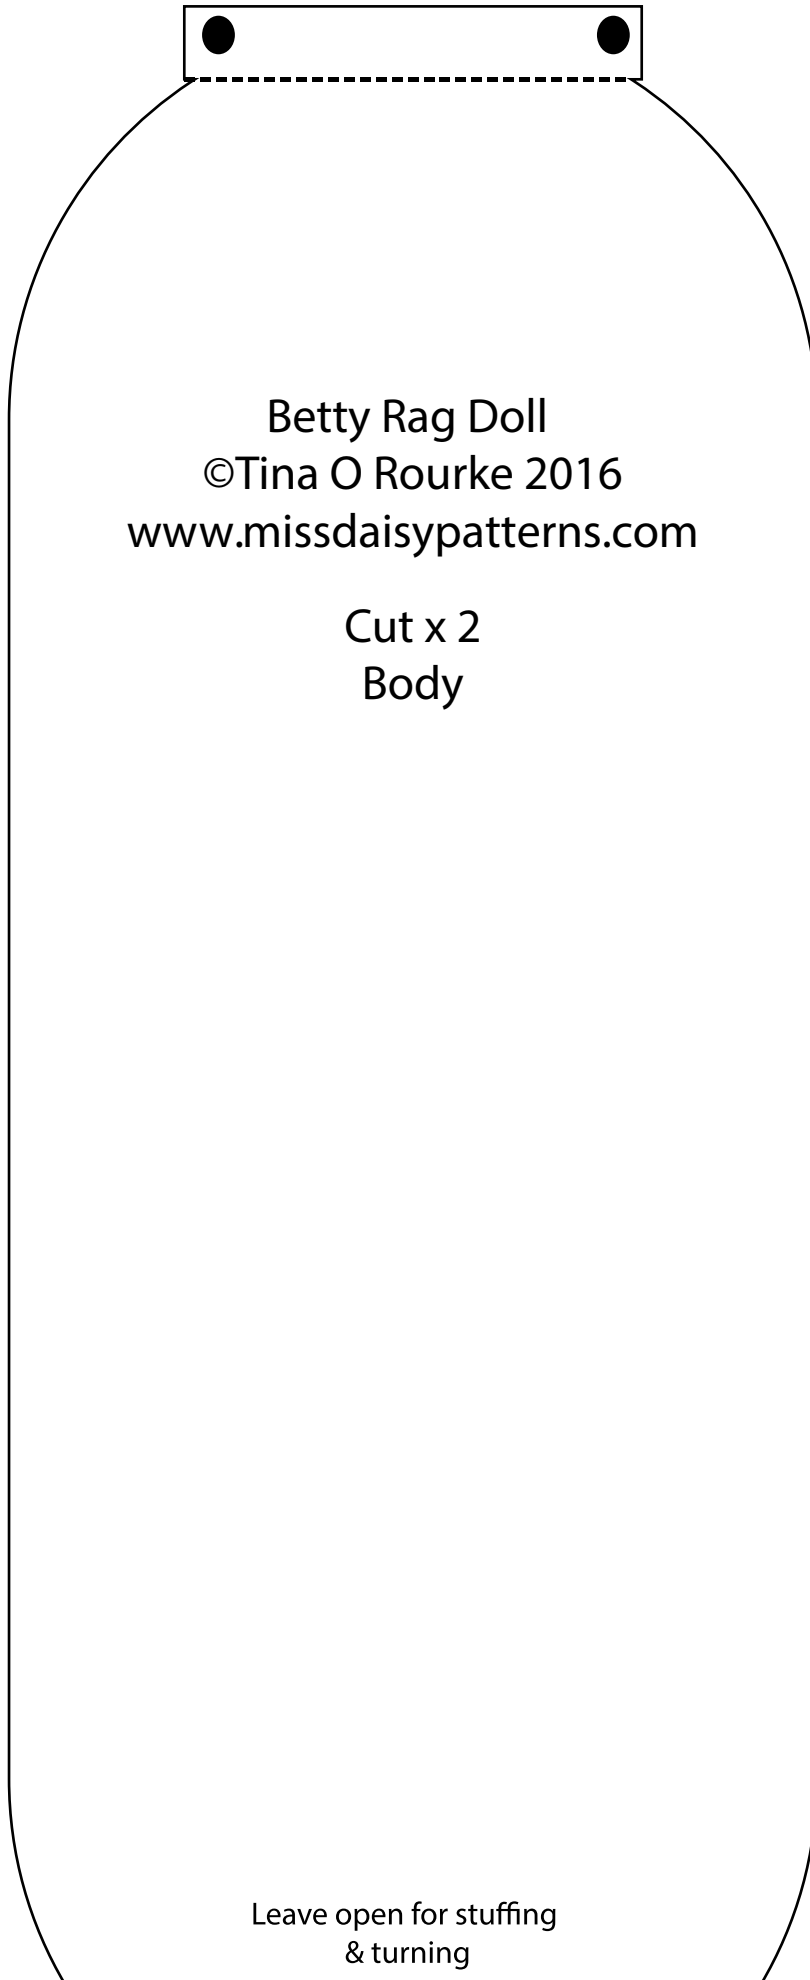 Betty Rag Doll
©Tina O Rourke 2016
www.missdaisypatterns.com
Cut x 2
Body
Leave open for stuffing
& turning